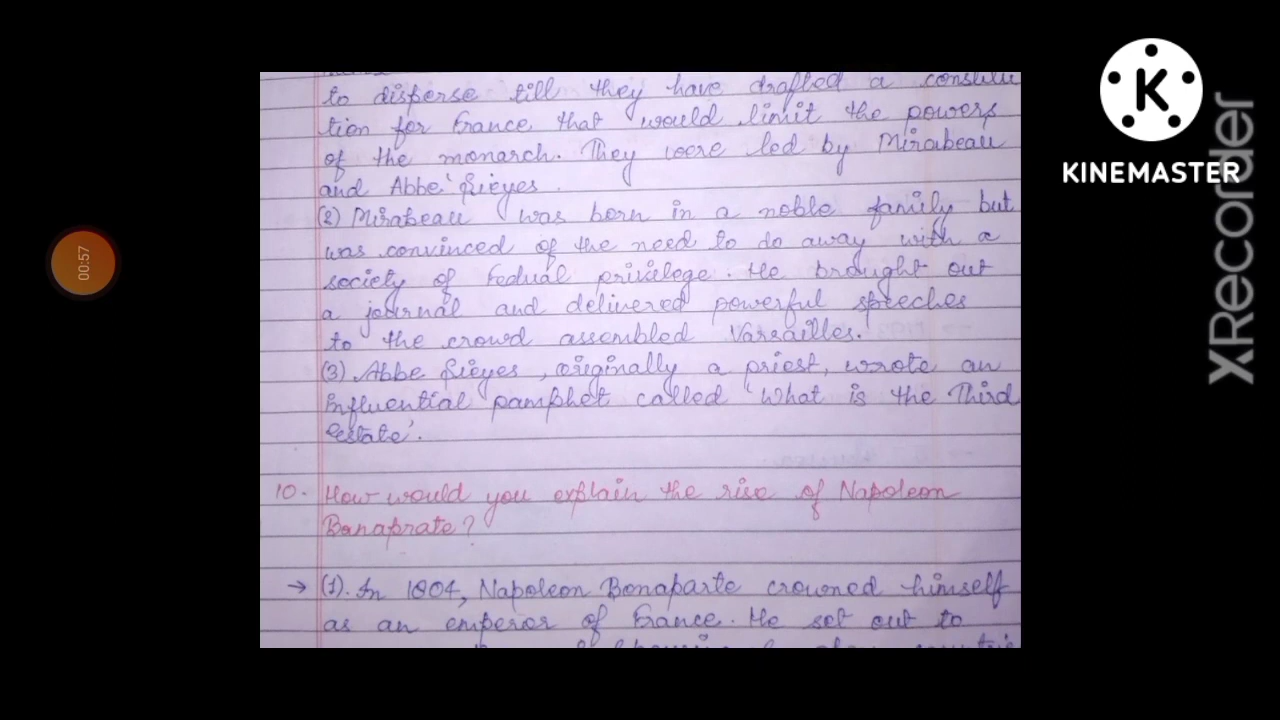 to disperse till they have drafted a constitu
tion for France that would limit the powers
of the monarch. They were led by Mirabeau
and Abbe' Sieyes.
(2) Mirabeau was born in a noble family but
was convinced of the need to do away with a
society of Fedual privilege. He brought out
a journal and delivered powerful speeches
to the crowd assembled Varsailles.
(3) Abbe Sieyes, originally a priest, wrote an
influential pamphet called 'What is the Third
estate'.
10. How would you explain the rise of Napoleon
Bonaprate?
→ (1). In 1804, Napoleon Bonaparte crowned himself
as an emperor of France. He set out to
00:57
K
KINEMASTER
XRecorder